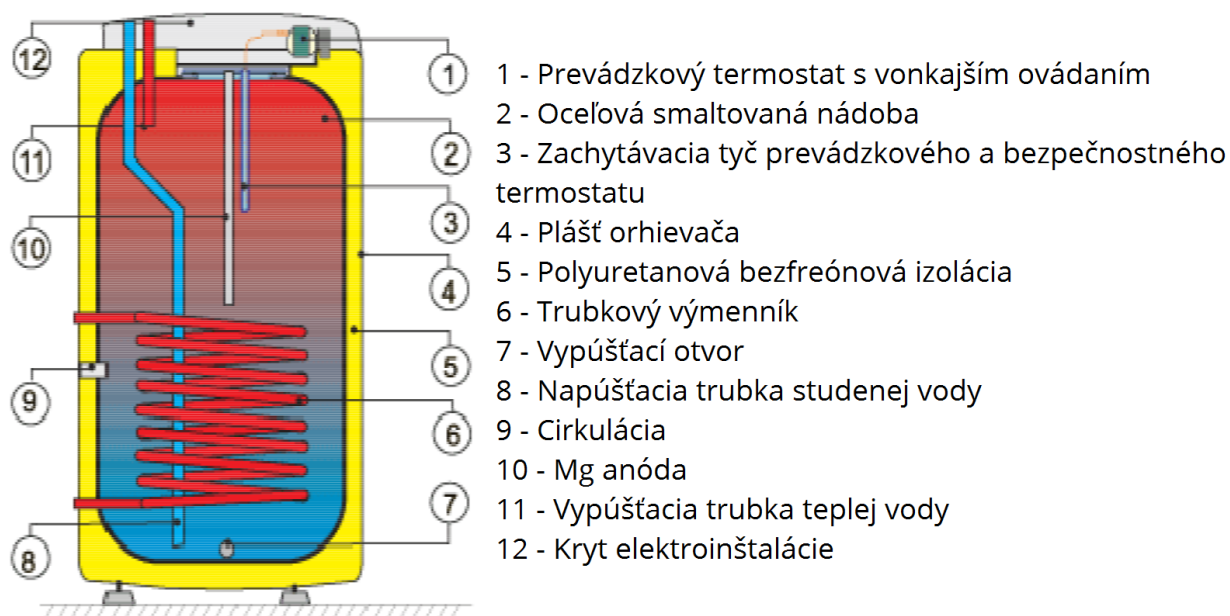 12
1
11
2
10
3
4
9
5
6
8
7
1 - Prevádzkový termostat s vonkajším ovádaním
2 - Oceľová smaltovaná nádoba
3 - Zachytávacia tyč prevádzkového a bezpečnostného
termostatu
4 - Plášť orhievača
5 - Polyuretanová bezfreónová izolácia
6 - Trubkový výmenník
7 - Vypúšťací otvor
8 - Napúšťacia trubka studenej vody
9 - Cirkulácia
10 - Mg anóda
11 - Vypúšťacia trubka teplej vody
12 - Kryt elektroinštalácie